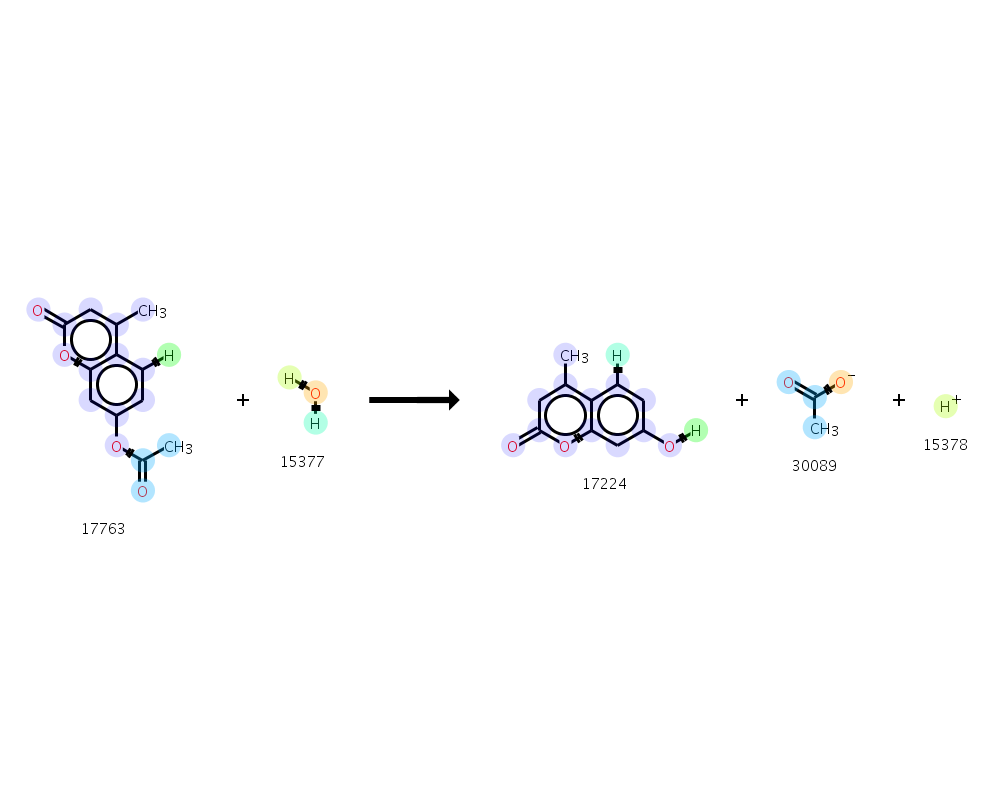 O CH3
O H
O CH3
O
17763
+
H
O
H
15377
CH3 H
O O O H
17224
+
O O−
CH3
30089
+
H+
15378